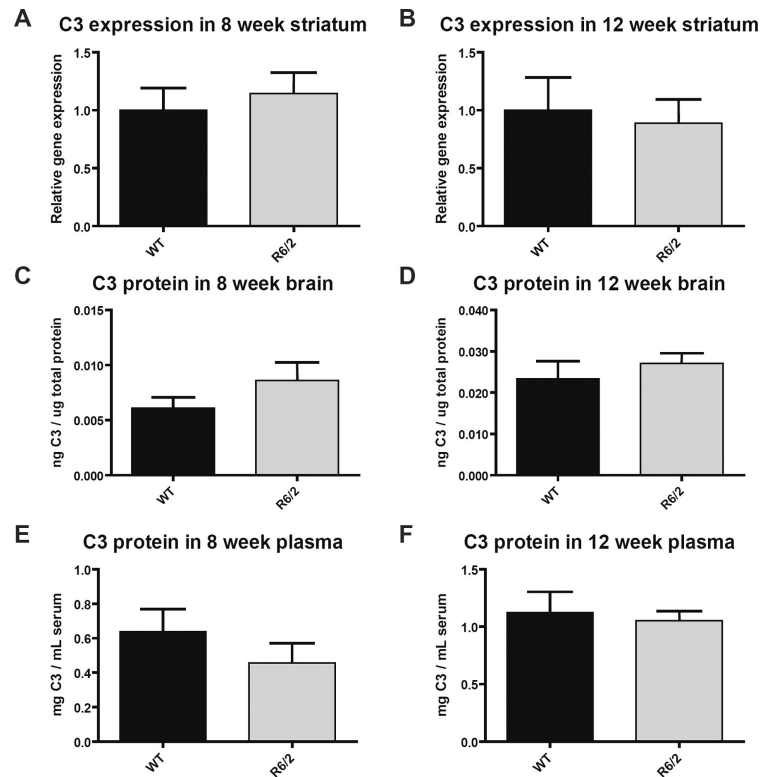 A
C3 expression in 8 week striatum
Relative gene expression
1.5
1.0
0.5
0.0
WT
R6/2
B
C3 expression in 12 week striatum
Relative gene expression
1.5
1.0
0.5
0.0
WT
R6/2
C
C3 protein in 8 week brain
ng C3 / ug total protein
0.015
0.010
0.005
0.000
WT
R6/2
D
C3 protein in 12 week brain
ng C3 / ug total protein
0.040
0.030
0.020
0.010
0.000
WT
R6/2
E
C3 protein in 8 week plasma
mg C3 / mL serum
1.0
0.8
0.6
0.4
0.2
0.0
WT
R6/2
F
C3 protein in 12 week plasma
mg C3 / mL serum
1.5
1.0
0.5
0.0
WT
R6/2